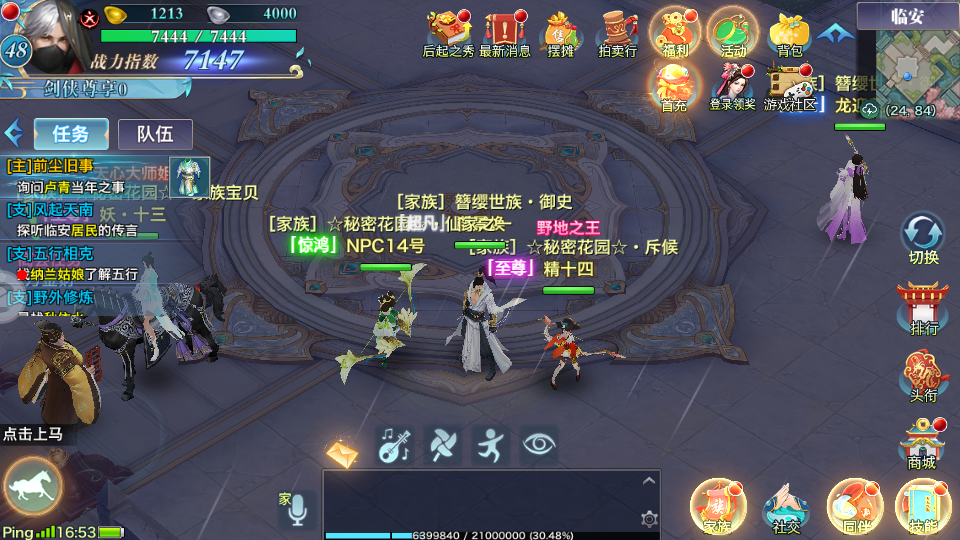 1213
4000
48
7444 / 7444
战力指数
7147
剑侠尊享0
后起之秀
最新消息
摆摊
售
拍卖行
福利
活动
背包
临安
首充
登录领奖
游戏社区
(24, 84)
任务
队伍
[主]前尘旧事
询问卢青当年之事
[支]风起天南
探听临安居民的传言
[支]五行相克
找纳兰姑娘了解五行
[支]野外修炼
妖·十三
[家族] 簪缨世族·御史
「惊鸿」 NPC14号
野地之王
[家族] ☆秘密花园☆·斥候
「至尊」 精十四
切换
排行
头衔
商城
点击上马
家
家族
社交
同伴
技能
Ping
16:53
6399840 / 21000000 (30.48%)